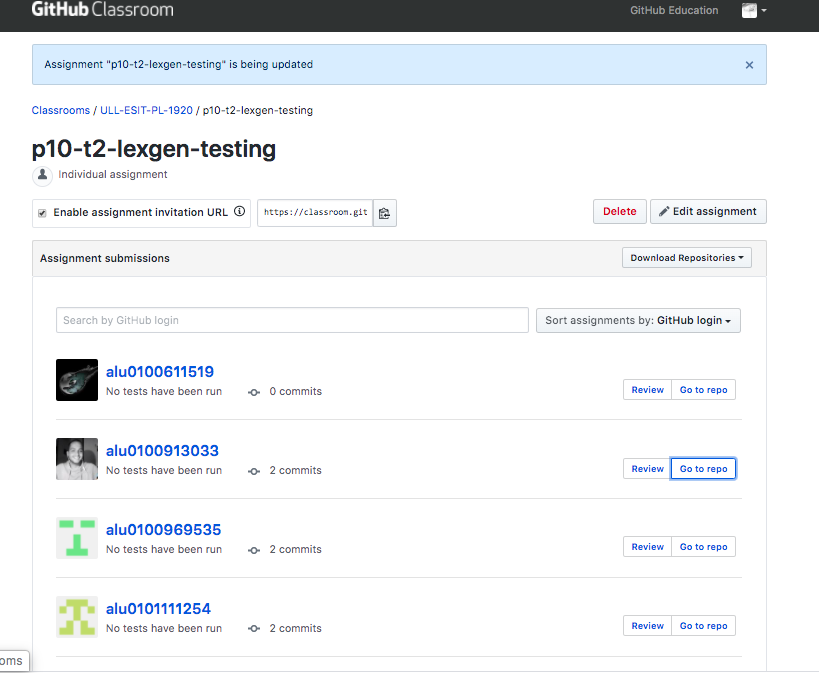 GitHub Classroom
GitHub Education
Assignment "p10-t2-lexgen-testing" is being updated
Classrooms / ULL-ESIT-PL-1920 / p10-t2-lexgen-testing
p10-t2-lexgen-testing
Individual assignment
Enable assignment invitation URL
https://classroom.git
Delete
Edit assignment
Assignment submissions
Download Repositories
Search by GitHub login
Sort assignments by: GitHub login
alu0100611519
No tests have been run
0 commits
Review
Go to repo
alu0100913033
No tests have been run
2 commits
Review
Go to repo
alu0100969535
No tests have been run
2 commits
Review
Go to repo
alu0101111254
No tests have been run
2 commits
Review
Go to repo
oms